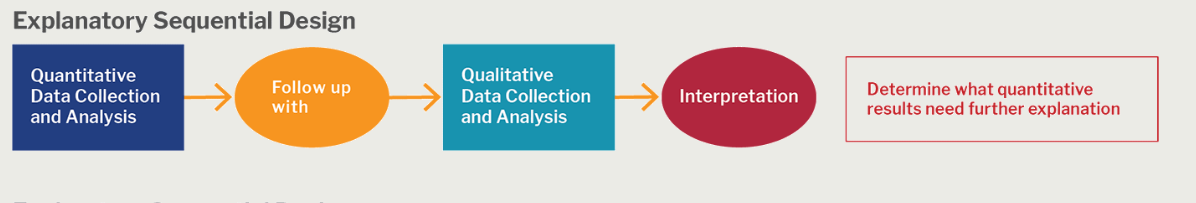 Explanatory Sequential Design
Quantitative
Data Collection
and Analysis
Follow up
with
Qualitative
Data Collection
and Analysis
Interpretation
Determine what quantitative
results need further explanation